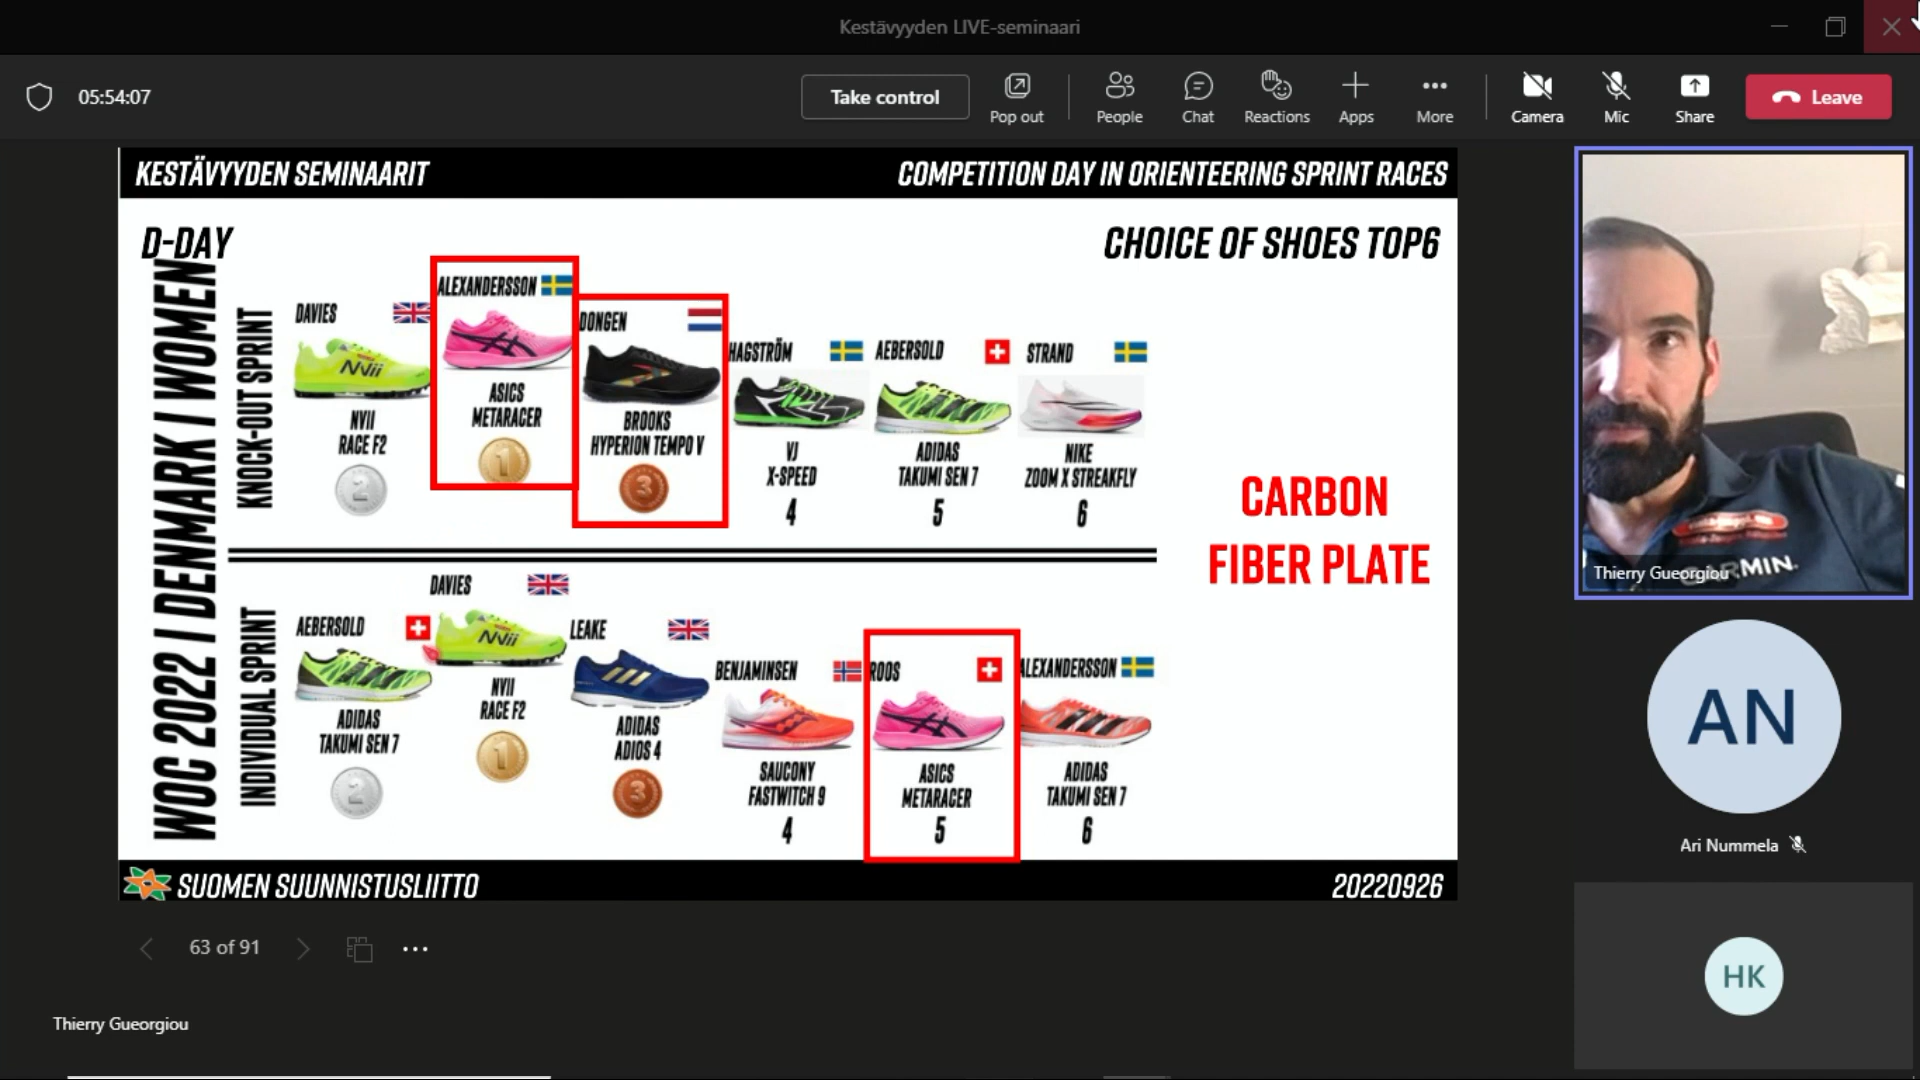 Kestävyyden LIVE-seminaari
05:54:07
Take control
Pop out
People
Chat
Reactions
Apps
More
Camera
Mic
Share
Leave
KESTÄVYYDEN SEMINAARIT
COMPETITION DAY IN ORIENTEERING SPRINT RACES
D-DAY
CHOICE OF SHOES TOP6
WOC 2022 I DENMARK I WOMEN
KNOCK-OUT SPRINT
DAVIES
NVii
NVII
RACE F2
2
ALEXANDERSSON
ASICS
METARACER
1
DONGEN
BROOKS
HYPERION TEMPO V
3
HAGSTRÖM
VJ
X-SPEED
4
AEBERSOLD
ADIDAS
TAKUMI SEN 7
5
STRAND
NIKE
ZOOM X STREAKFLY
6
CARBON
FIBER PLATE
INDIVIDUAL SPRINT
AEBERSOLD
ADIDAS
TAKUMI SEN 7
2
DAVIES
NVii
NVII
RACE F2
1
LEAKE
ADIDAS
ADIOS 4
3
BENJAMINSEN
SAUCONY
FASTWITCH 9
4
ROOS
ASICS
METARACER
5
ALEXANDERSSON
ADIDAS
TAKUMI SEN 7
6
SUOMEN SUUNNISTUSLIITTO
20220926
63 of 91
Thierry Gueorgiou
Thierry Gueorgiou
AN
Ari Nummela
HK